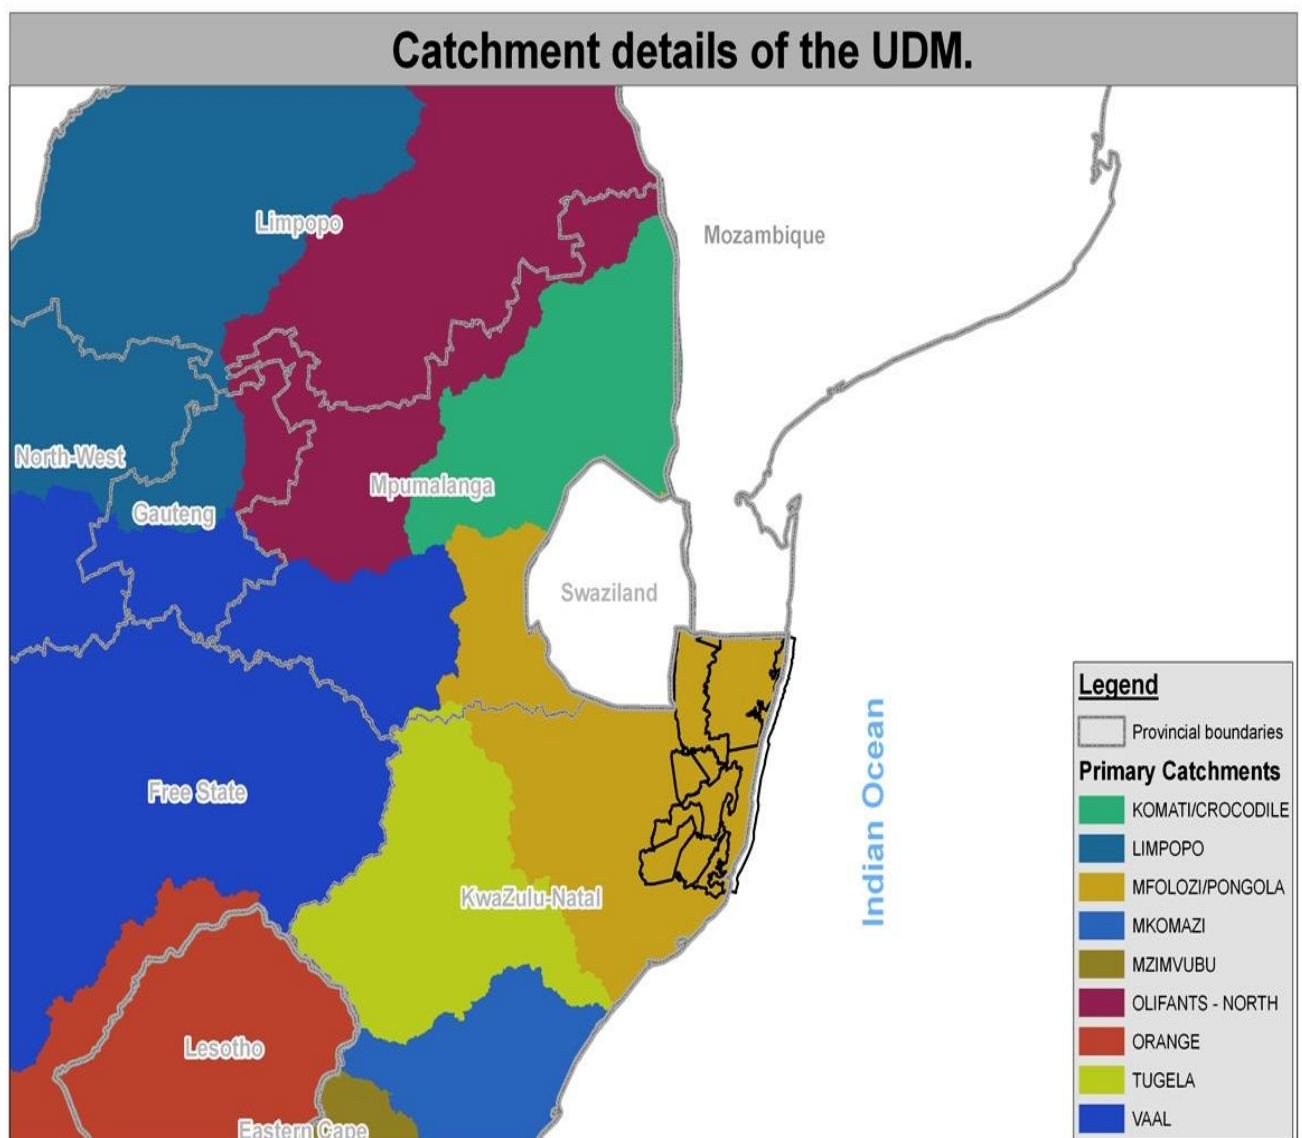 Catchment details of the UDM.
Limpopo
Mozambique
North-West
Mpumalanga
Gauteng
Swaziland
Free State
KwaZulu-Natal
Indian Ocean
Lesotho
Eastern Cape
Legend
Provincial boundaries
Primary Catchments
KOMATI/CROCODILE
LIMPOPO
MFOLOZI/PONGOLA
MKOMAZI
MZIMVUBU
OLIFANTS - NORTH
ORANGE
TUGELA
VAAL